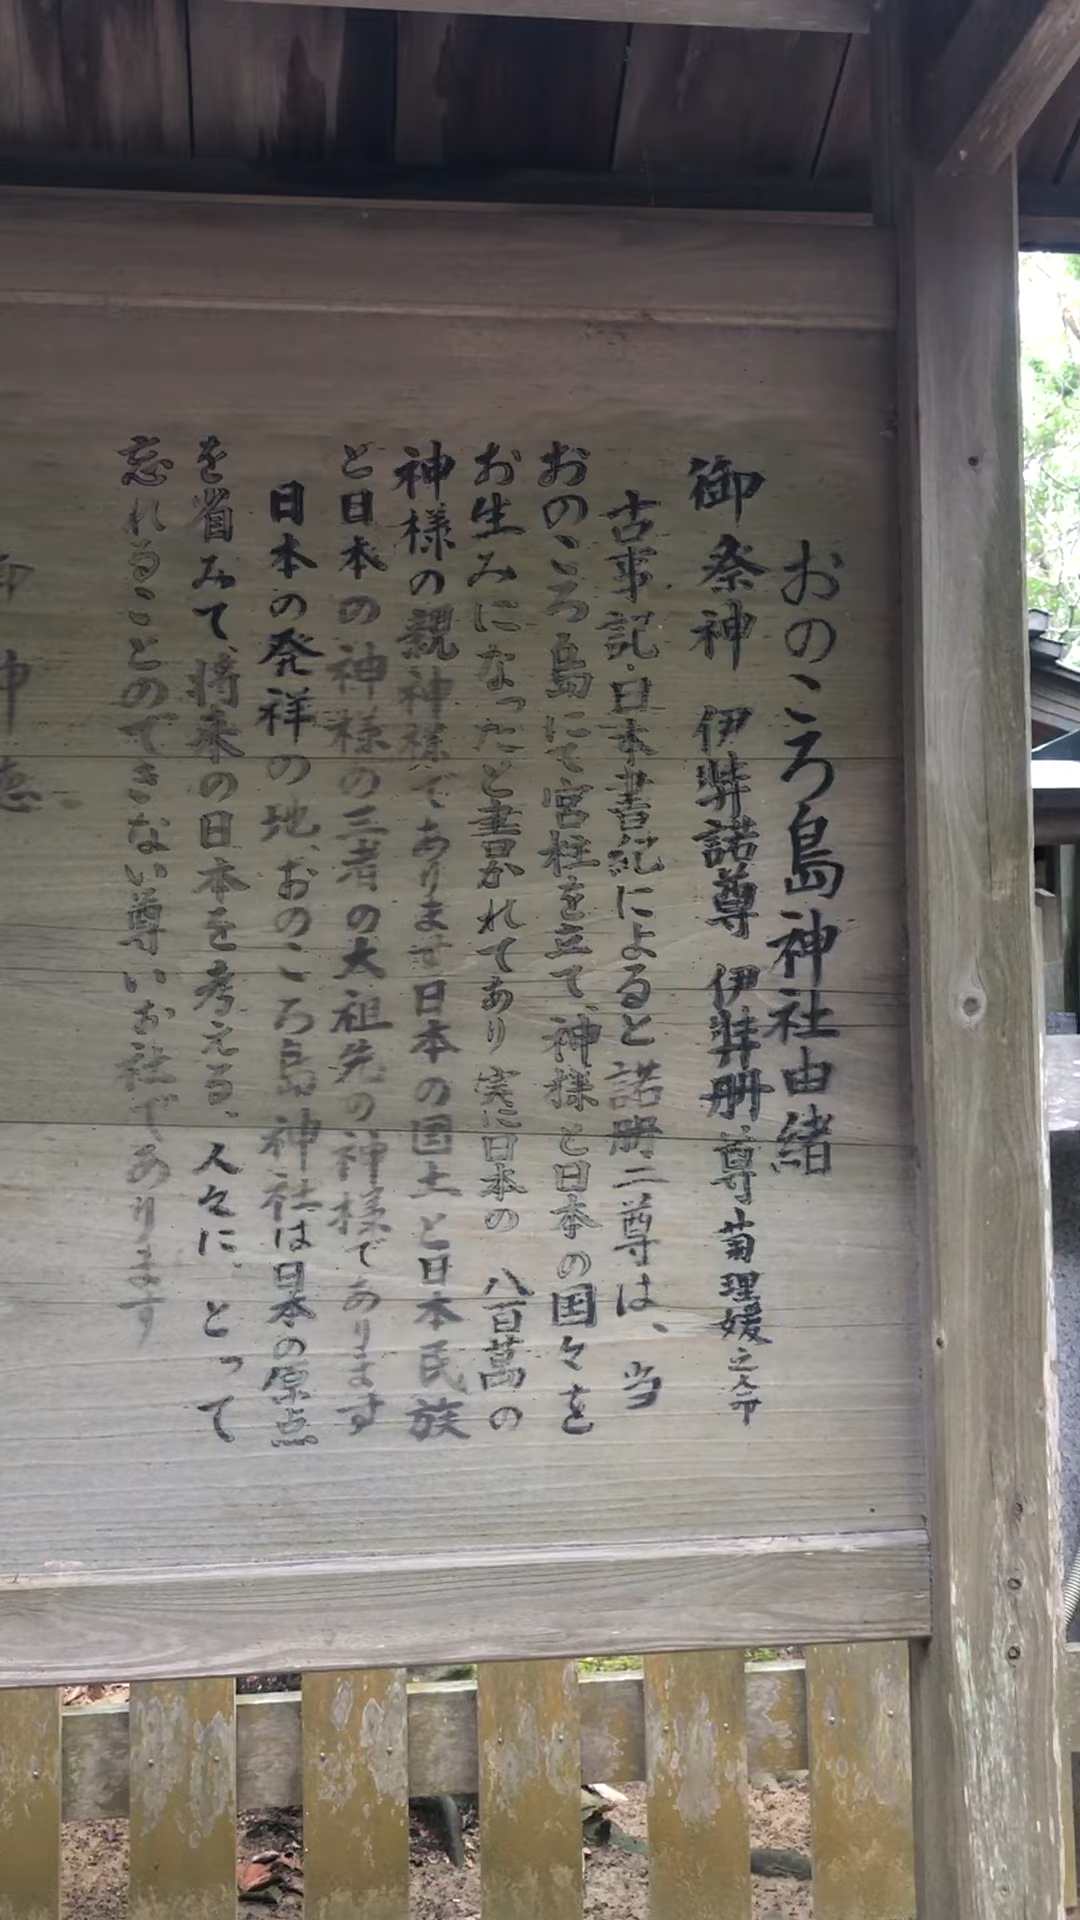 おのころ島神社由緒
御祭神 伊弉諾尊 伊弉册尊 菊理媛之命
古事記・日本書紀によると諾册二尊は、当
おのころ島にて宮柱を立て、神様と日本の国々を
お生みになったと書かれてあり実に日本の 八百萬の
神様の親神様でありませ日本の国土と日本民族
と日本の神様の三者の大祖先の神様であります
日本の発祥の地、おのころ島神社は日本の原点
を省みて、将来の日本を考える、人々に、とって
忘れることのできない尊いお社であります